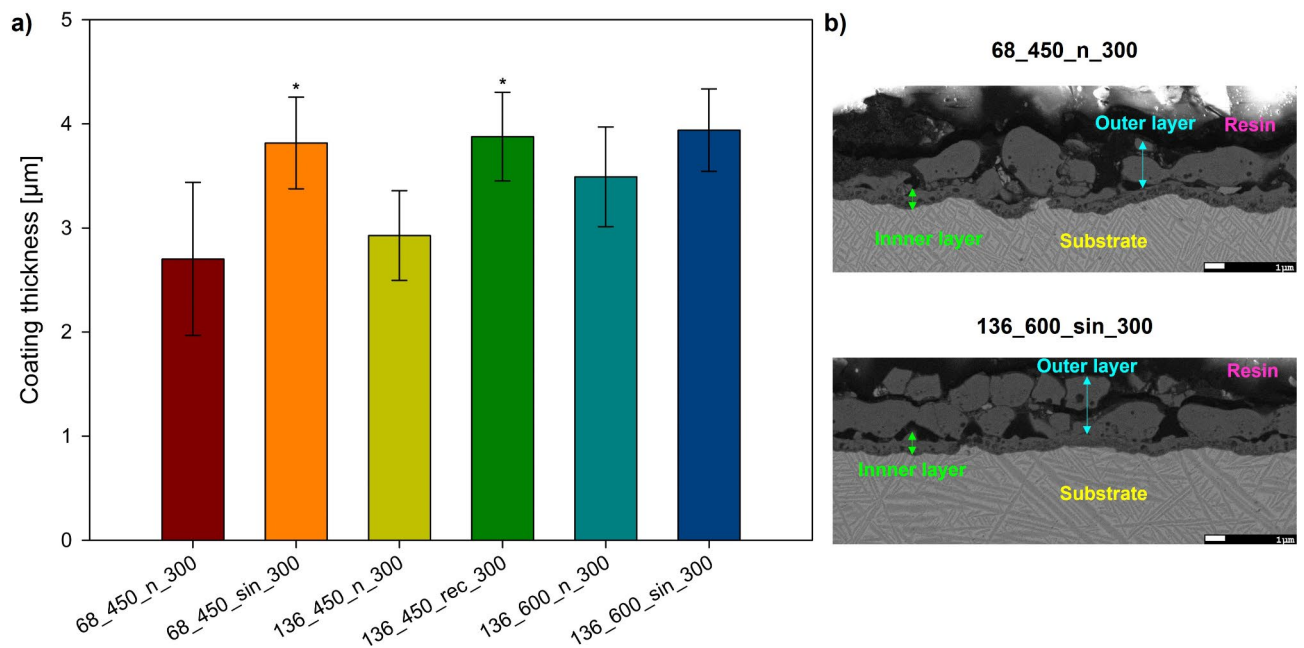 a)
5
4
3
2
1
0
Coating thickness [µm]
*
*
68_450_n_300
68_450_sin_300
136_450_n_300
136_450_rec_300
136_600_n_300
136_600_sin_300
b)
68_450_n_300
Outer layer
Resin
Innner layer
Substrate
1µm
136_600_sin_300
Outer layer
Resin
Innner layer
Substrate
1µm